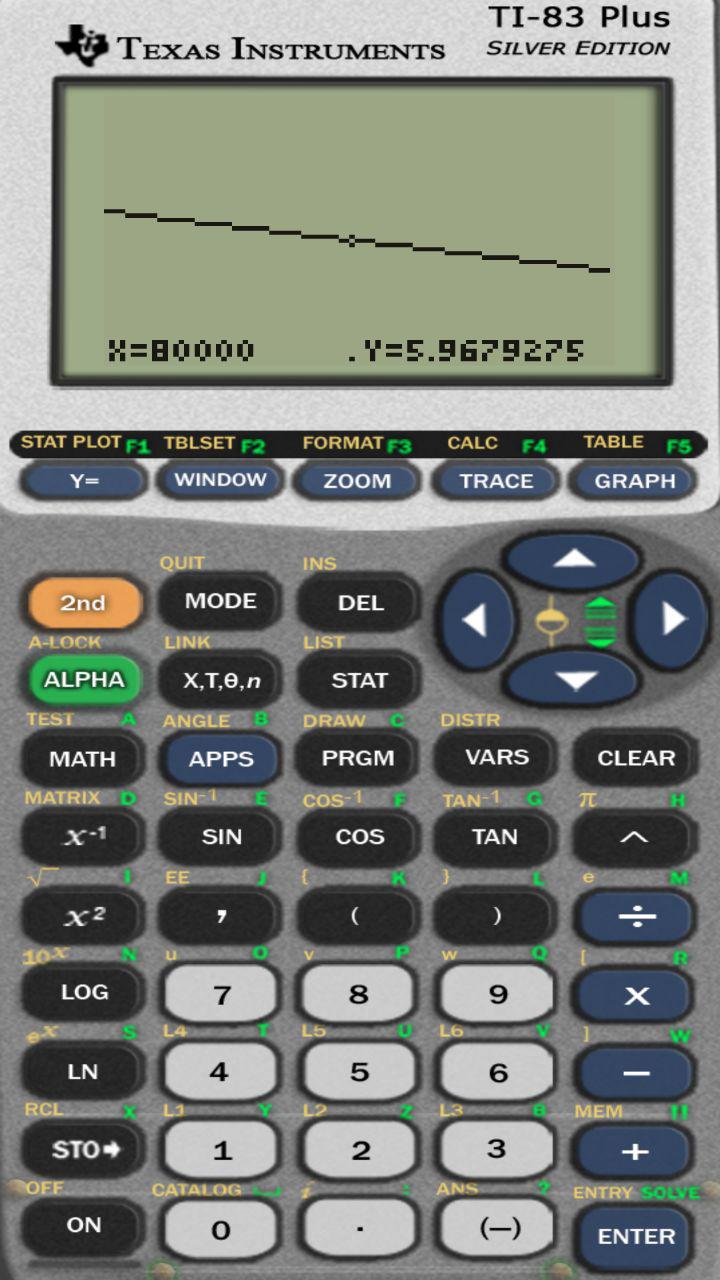 TI-83 Plus
TEXAS INSTRUMENTS SILVER EDITION
X=80000 .Y=5.9679275
STAT PLOT F1 TBLSET F2 FORMAT F3 CALC F4 TABLE F5
Y= WINDOW ZOOM TRACE GRAPH
QUIT INS
2nd MODE DEL
A-LOCK LINK LIST
ALPHA X,T,θ,n STAT
TEST A ANGLE B DRAW C DISTR
MATH APPS PRGM VARS CLEAR
MATRIX D SIN⁻¹ E COS⁻¹ F TAN⁻¹ G π H
x⁻¹ SIN COS TAN ^
√ I EE J { K } L e M
x² , ( ) ÷
10ˣ N u O v P w Q [ R
LOG 7 8 9 X
eˣ S L4 T L5 U L6 V ] W
LN 4 5 6 −
RCL X L1 Y L2 Z L3 θ MEM "
STO➔ 1 2 3 +
OFF CATALOG i : ANS ? ENTRY SOLVE
ON 0 . (−) ENTER